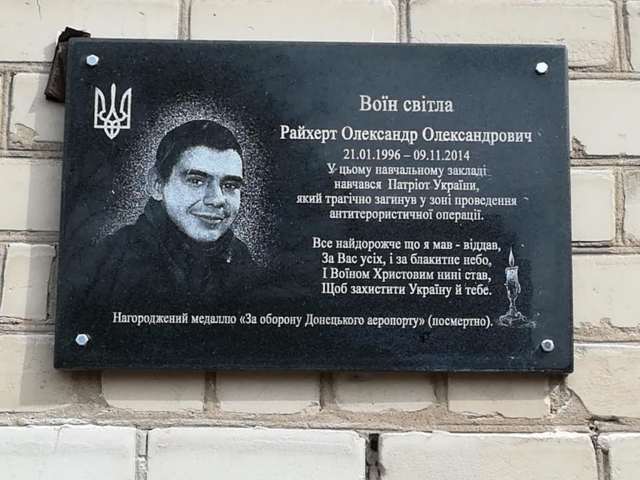 Воїн світла
Райхерт Олександр Олександрович
21.01.1996 – 09.11.2014
У цьому навчальному закладі
навчався Патріот України,
який трагічно загинув у зоні проведення
антитерористичної операції.
Все найдорожче що я мав - віддав,
За Вас усіх, і за блакитне небо,
І Воїном Христовим нині став,
Щоб захистити Україну й тебе.
Нагороджений медаллю «За оборону Донецького аеропорту» (посмертно).